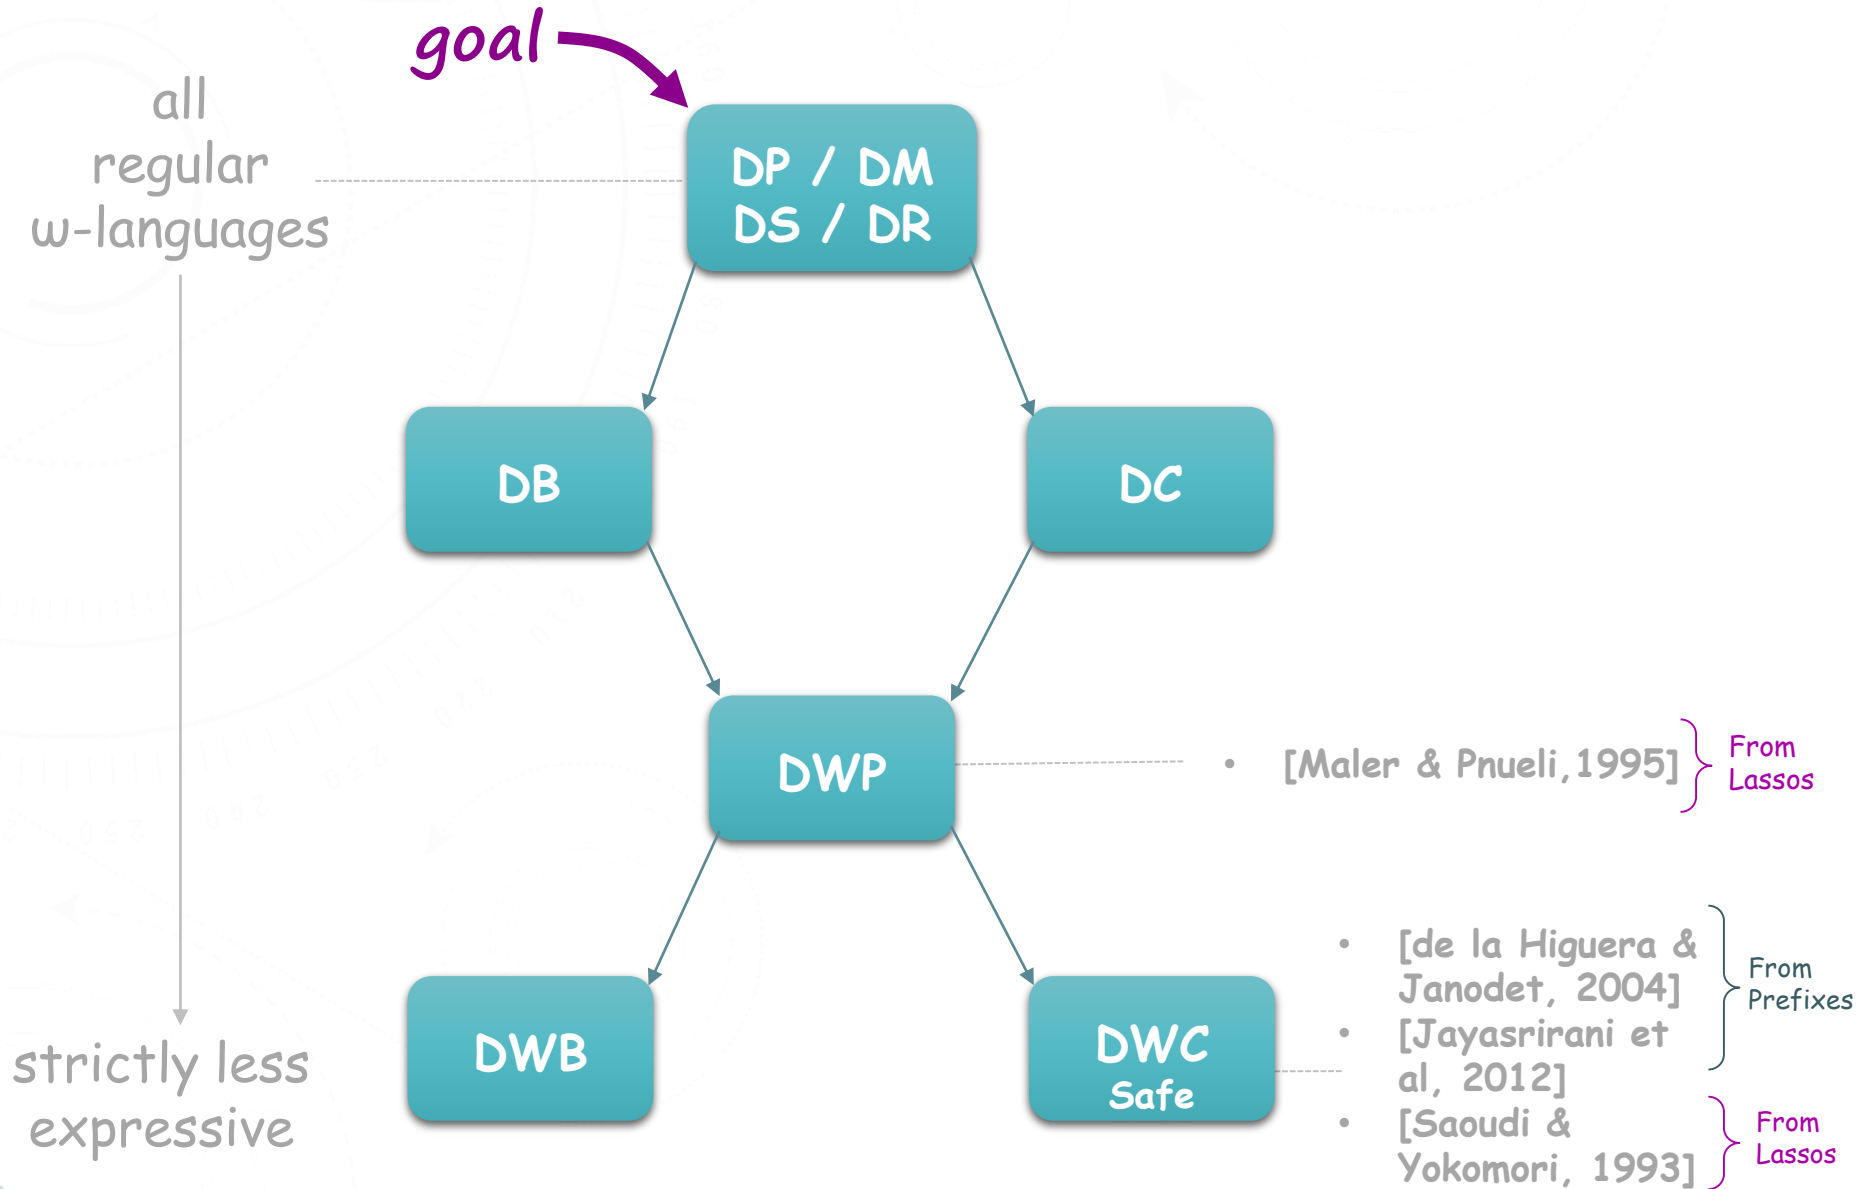 goal
all
regular
ω-languages
DP / DM
DS / DR
DB
DC
DWP
• [Maler & Pnueli,1995]
From
Lassos
DWB
DWC
Safe
• [de la Higuera &
Janodet, 2004]
• [Jayasrirani et
al, 2012]
From
Prefixes
• [Saoudi &
Yokomori, 1993]
From
Lassos
strictly less
expressive